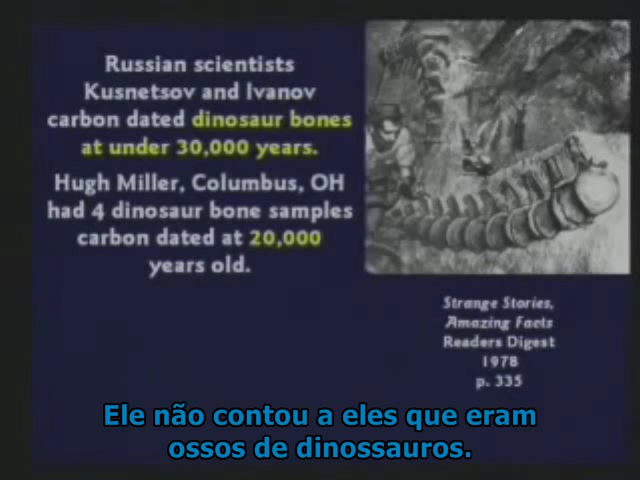 Russian scientists
Kusnetsov and Ivanov
carbon dated dinosaur bones
at under 30,000 years.
Hugh Miller, Columbus, OH
had 4 dinosaur bone samples
carbon dated at 20,000
years old.
Strange Stories,
Amazing Facts
Readers Digest
1978
p. 335
Ele não contou a eles que eram
ossos de dinossauros.